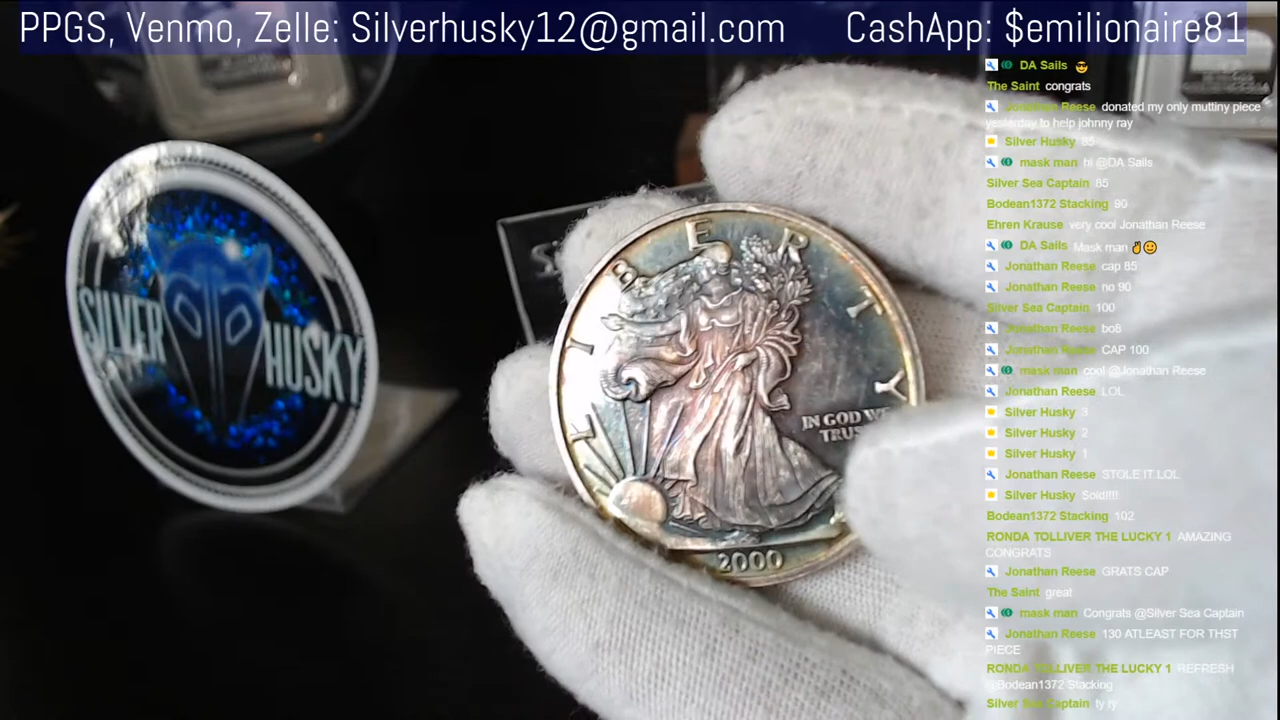 PPGS, Venmo, Zelle: Silverhusky12@gmail.com CashApp: $emilionaire81
SILVER HUSKY
LIBERTY
IN GOD WE
TRUS
2000
DA Sails 😎
The Saint congrats
Jonathan Reese donated my only muttiny piece
yesterday to help johnny ray
Silver Husky 85
mask man hi @DA Sails
Silver Sea Captain 85
Bodean1372 Stacking 90
Ehren Krause very cool Jonathan Reese
DA Sails Mask man ✌️🙂
Jonathan Reese cap 85
Jonathan Reese no 90
Silver Sea Captain 100
Jonathan Reese bo8
Jonathan Reese CAP 100
mask man cool @Jonathan Reese
Jonathan Reese LOL
Silver Husky 3
Silver Husky 2
Silver Husky 1
Jonathan Reese STOLE IT LOL
Silver Husky Sold!!!!
Bodean1372 Stacking 102
RONDA TOLLIVER THE LUCKY 1 AMAZING
CONGRATS
Jonathan Reese GRATS CAP
The Saint great
mask man Congrats @Silver Sea Captain
Jonathan Reese 130 ATLEAST FOR THST
PIECE
RONDA TOLLIVER THE LUCKY 1 REFRESH
@Bodean1372 Stacking
Silver Sea Captain ty ry